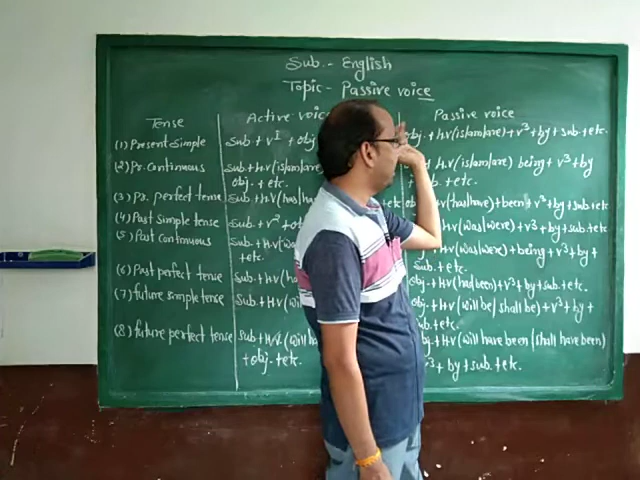 Sub. - English
Topic - Passive voice
Tense Active voic Passive voice
(1) Present Simple Sub + V¹ + obj obj. + H.V (is/am/are) + V³ + by + sub. + etc.
(2) Pr. Continuous Sub. + H.V (is/am/are) H.V (is/am/are) being + V³ + by
obj. + etc. + etc.
(3) Pr. perfect tense Sub. + H.V (has/ha + etc (has/have) + been + V³ + by + sub + etc
(4) Past Simple tense Sub. + V² + (was/were) + V³ + by + sub. + etc
(5) Past Continuous Sub. + H.V (wa (was/were) + being + V³ + by +
+ etc. Sub. + etc.
(6) Past perfect tense Sub. + H.V (ha obj. + H.V (had been) + V³ + by + sub. + etc.
(7) future simple tense Sub + H.V (wi obj. + H.V (will be / shall be) + V³ + by +
sub. + etc.
(8) future perfect tense Sub + H.V. (will ha + H.V (will have been / shall have been)
+ obj. + etc. V³ + by + sub. + etc.